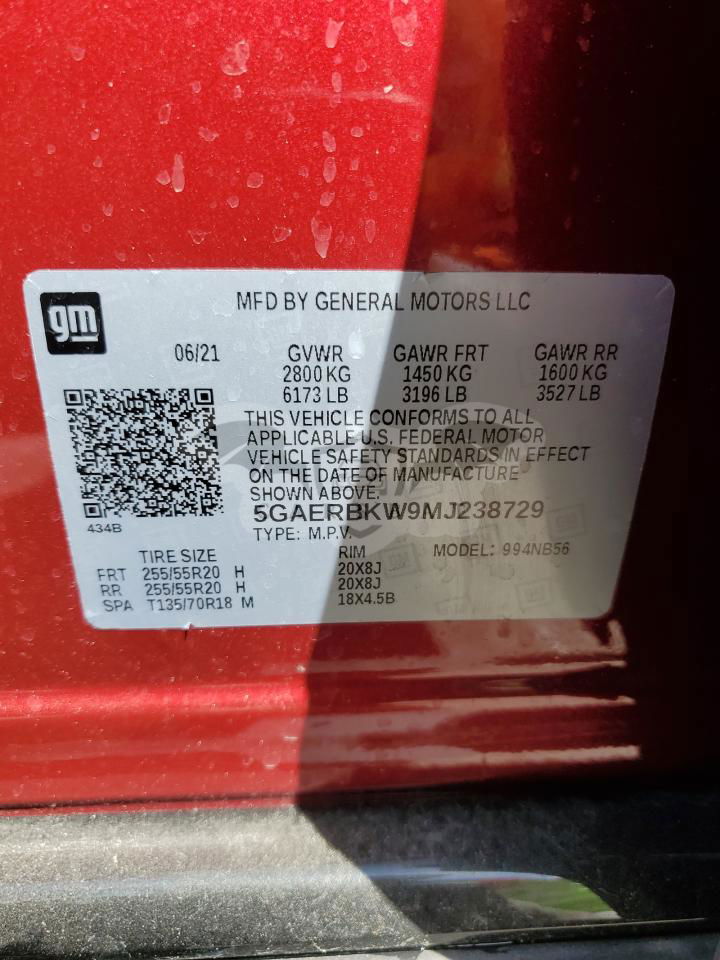 gm
MFD BY GENERAL MOTORS LLC
06/21 GVWR GAWR FRT GAWR RR
2800 KG 1450 KG 1600 KG
6173 LB 3196 LB 3527 LB
THIS VEHICLE CONFORMS TO ALL
APPLICABLE U.S. FEDERAL MOTOR
VEHICLE SAFETY STANDARDS IN EFFECT
ON THE DATE OF MANUFACTURE
SHOWN ABOVE.
5GAERBKW9MJ238729
434B
TYPE: M.P.V. MODEL: 994NB56
TIRE SIZE RIM
FRT 255/55R20 H 20X8J
RR 255/55R20 H 20X8J
SPA T135/70R18 M 18X4.5B